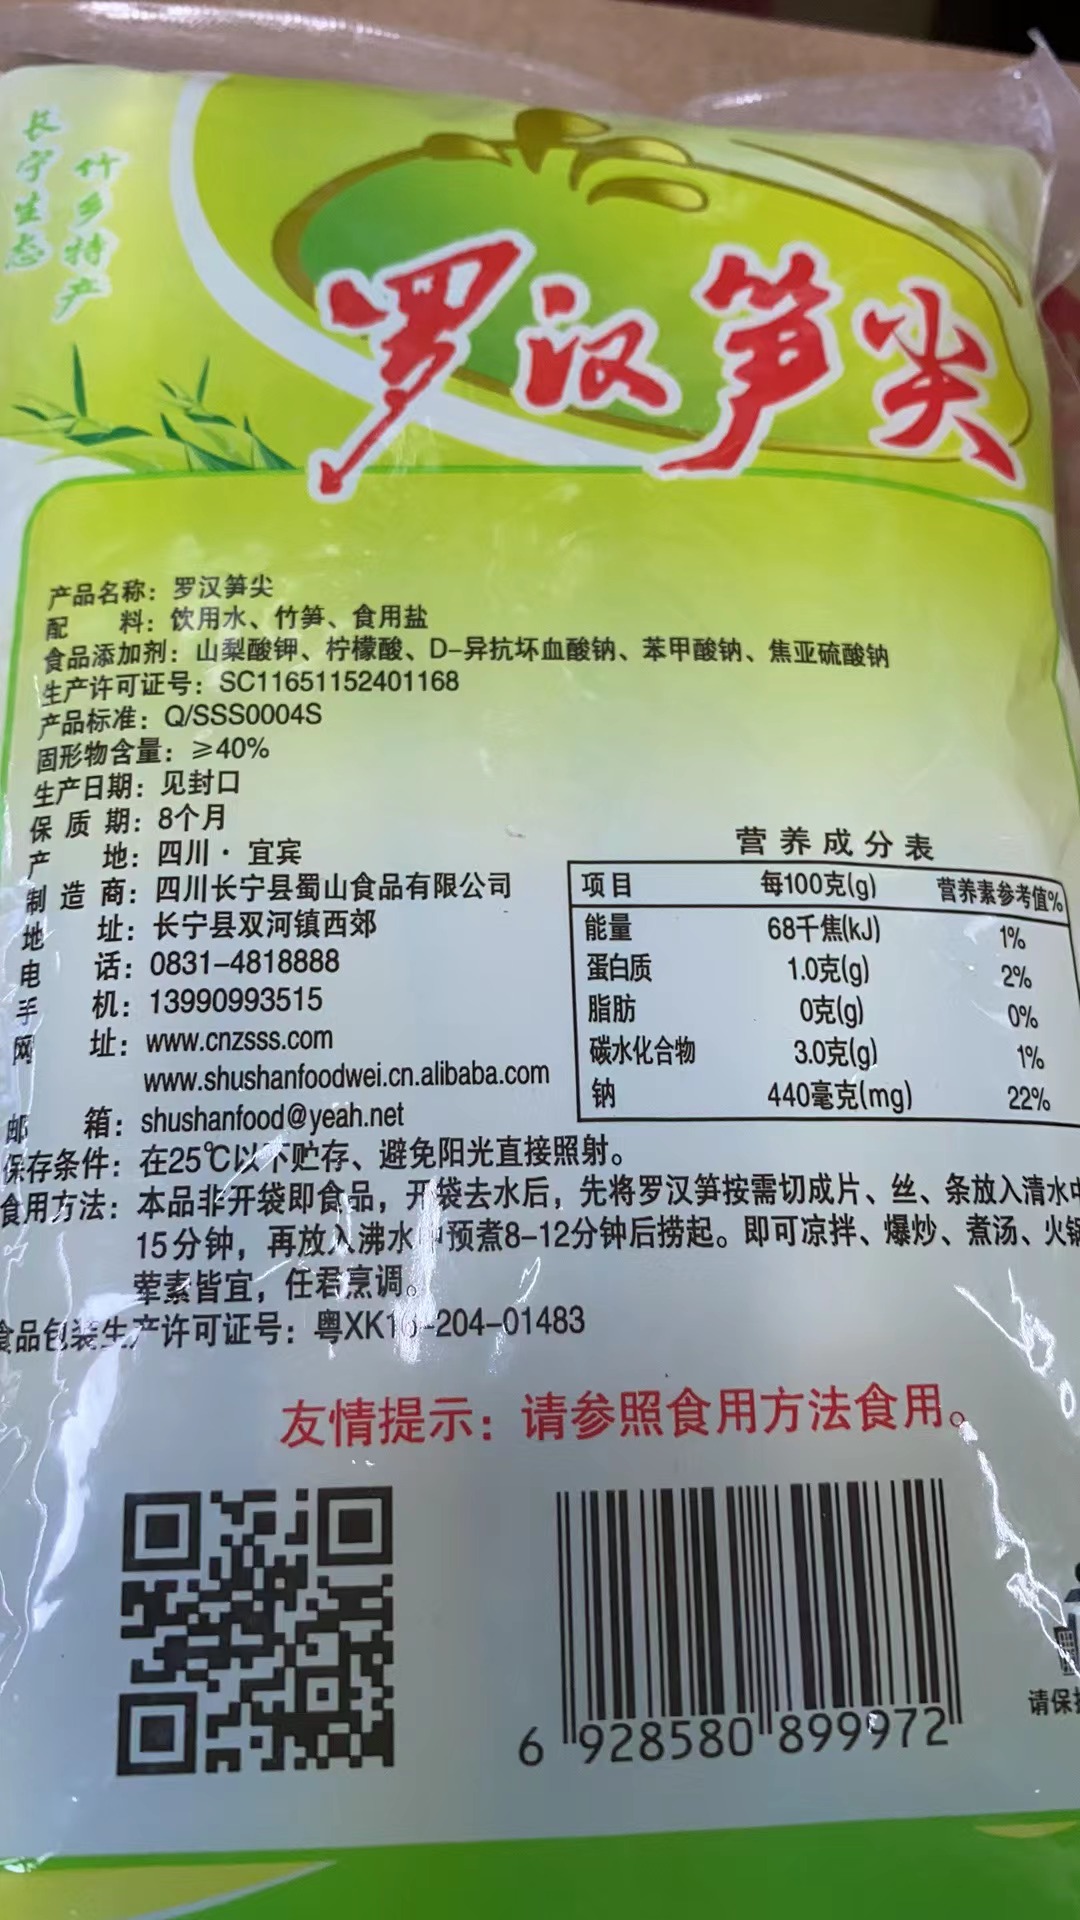 长宁生态
竹乡特产
罗汉笋尖
产品名称：罗汉笋尖
配 料：饮用水、竹笋、食用盐
食品添加剂：山梨酸钾、柠檬酸、D-异抗坏血酸钠、苯甲酸钠、焦亚硫酸钠
生产许可证号：SC11651152401168
产品标准：Q/SSS0004S
固形物含量：≥40%
生产日期：见封口
保质期：8个月
产 地：四川·宜宾
制造商：四川长宁县蜀山食品有限公司
地 址：长宁县双河镇西郊
电 话：0831-4818888
手 机：13990993515
网 址：www.cnzsss.com
www.shushanfoodwei.cn.alibaba.com
邮 箱：shushanfood@yeah.net
营养成分表
项目 每100克(g) 营养素参考值%
能量 68千焦(kJ) 1%
蛋白质 1.0克(g) 2%
脂肪 0克(g) 0%
碳水化合物 3.0克(g) 1%
钠 440毫克(mg) 22%
保存条件：在25℃以下贮存、避免阳光直接照射。
食用方法：本品非开袋即食品，开袋去水后，先将罗汉笋按需切成片、丝、条放入清水中
15分钟，再放入沸水中预煮8-12分钟后捞起。即可凉拌、爆炒、煮汤、火锅
荤素皆宜，任君烹调。
食品包装生产许可证号：粤XK1 -204-01483
友情提示：请参照食用方法食用。
6 928580 899972
请保